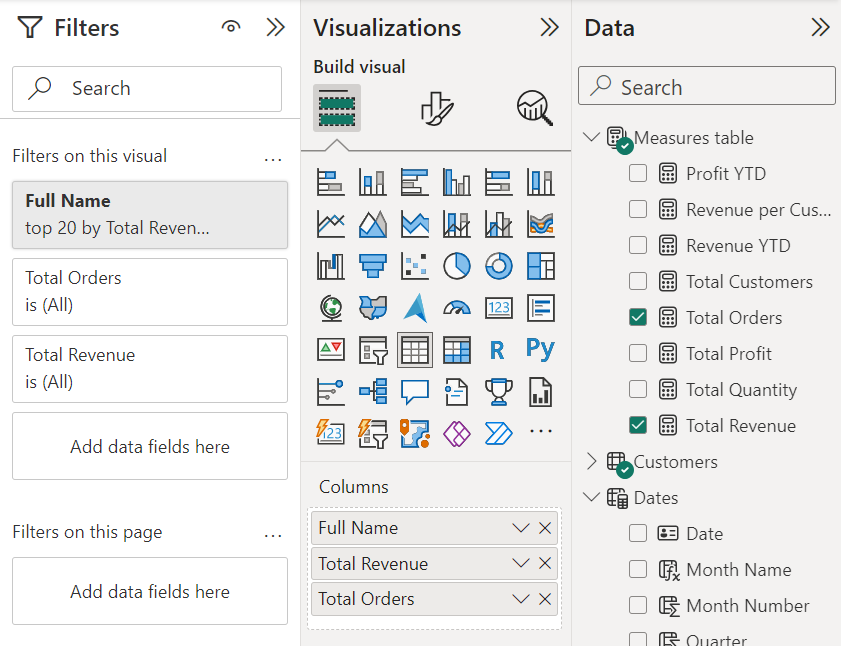 Filters
Search
Filters on this visual
...
Full Name
top 20 by Total Reven...
Total Orders
is (All)
Total Revenue
is (All)
Add data fields here
Filters on this page
...
Add data fields here
Visualizations
Build visual
123
R
Py
123
...
Columns
Full Name
Total Revenue
Total Orders
Data
Search
Measures table
Profit YTD
Revenue per Cus...
Revenue YTD
Total Customers
Total Orders
Total Profit
Total Quantity
Total Revenue
Customers
Dates
Date
Month Name
Month Number
Quarter